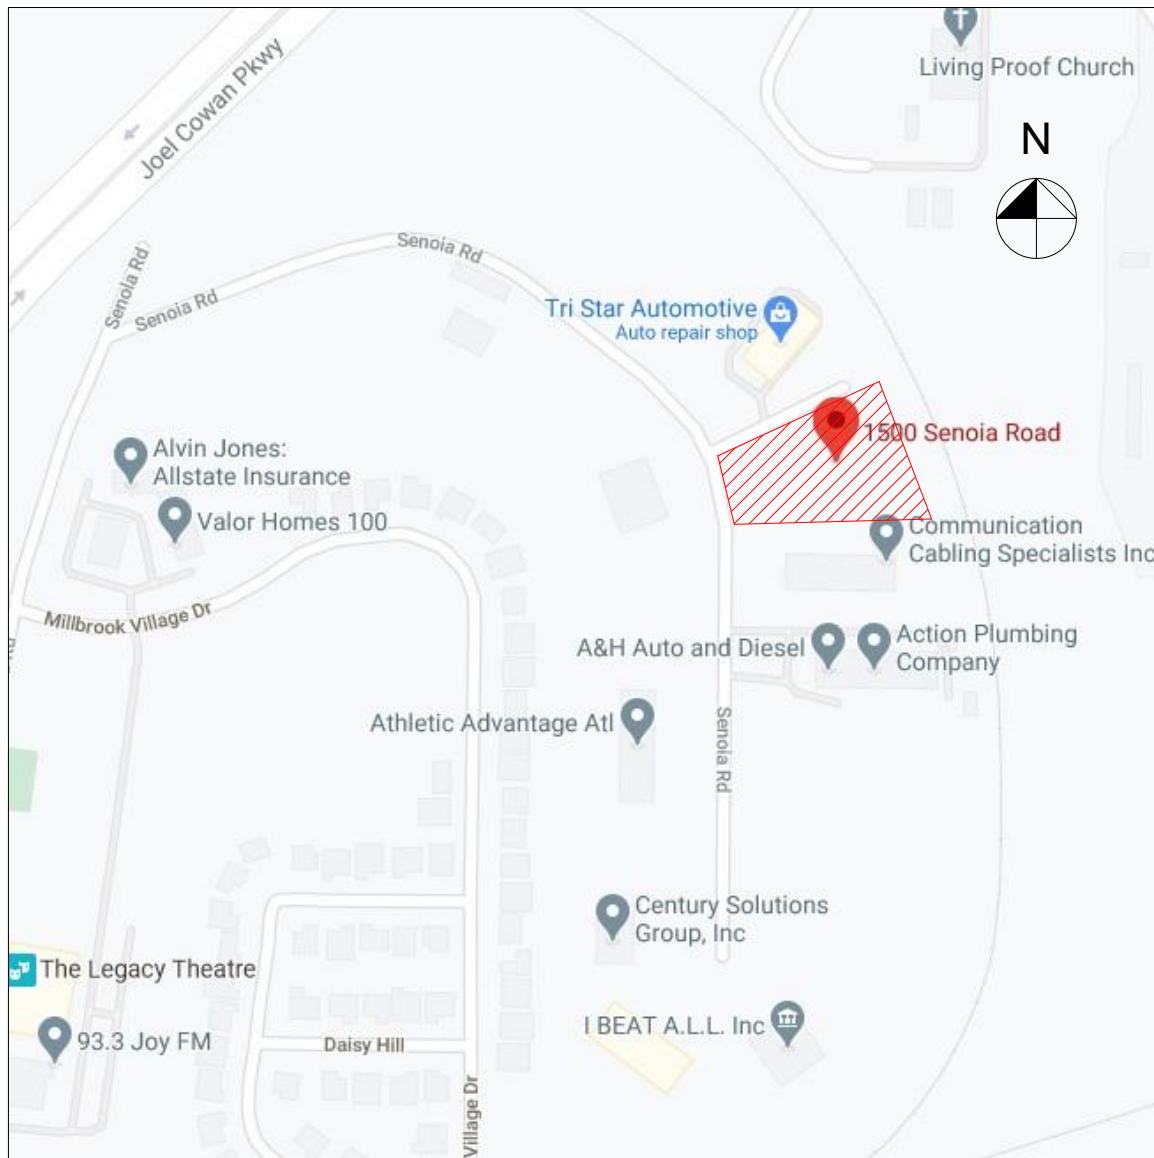 Living Proof Church
Joel Cowan Pkwy
N
Senoia Rd
Senoia Rd
Senoia Rd
Tri Star Automotive
Auto repair shop
1500 Senoia Road
Alvin Jones:
Allstate Insurance
Valor Homes 100
Communication
Cabling Specialists Inc
Millbrook Village Dr
A&H Auto and Diesel
Action Plumbing
Company
Athletic Advantage Atl
Senoia Rd
Century Solutions
Group, Inc
The Legacy Theatre
I BEAT A.L.L. Inc
93.3 Joy FM
Daisy Hill
Village Dr